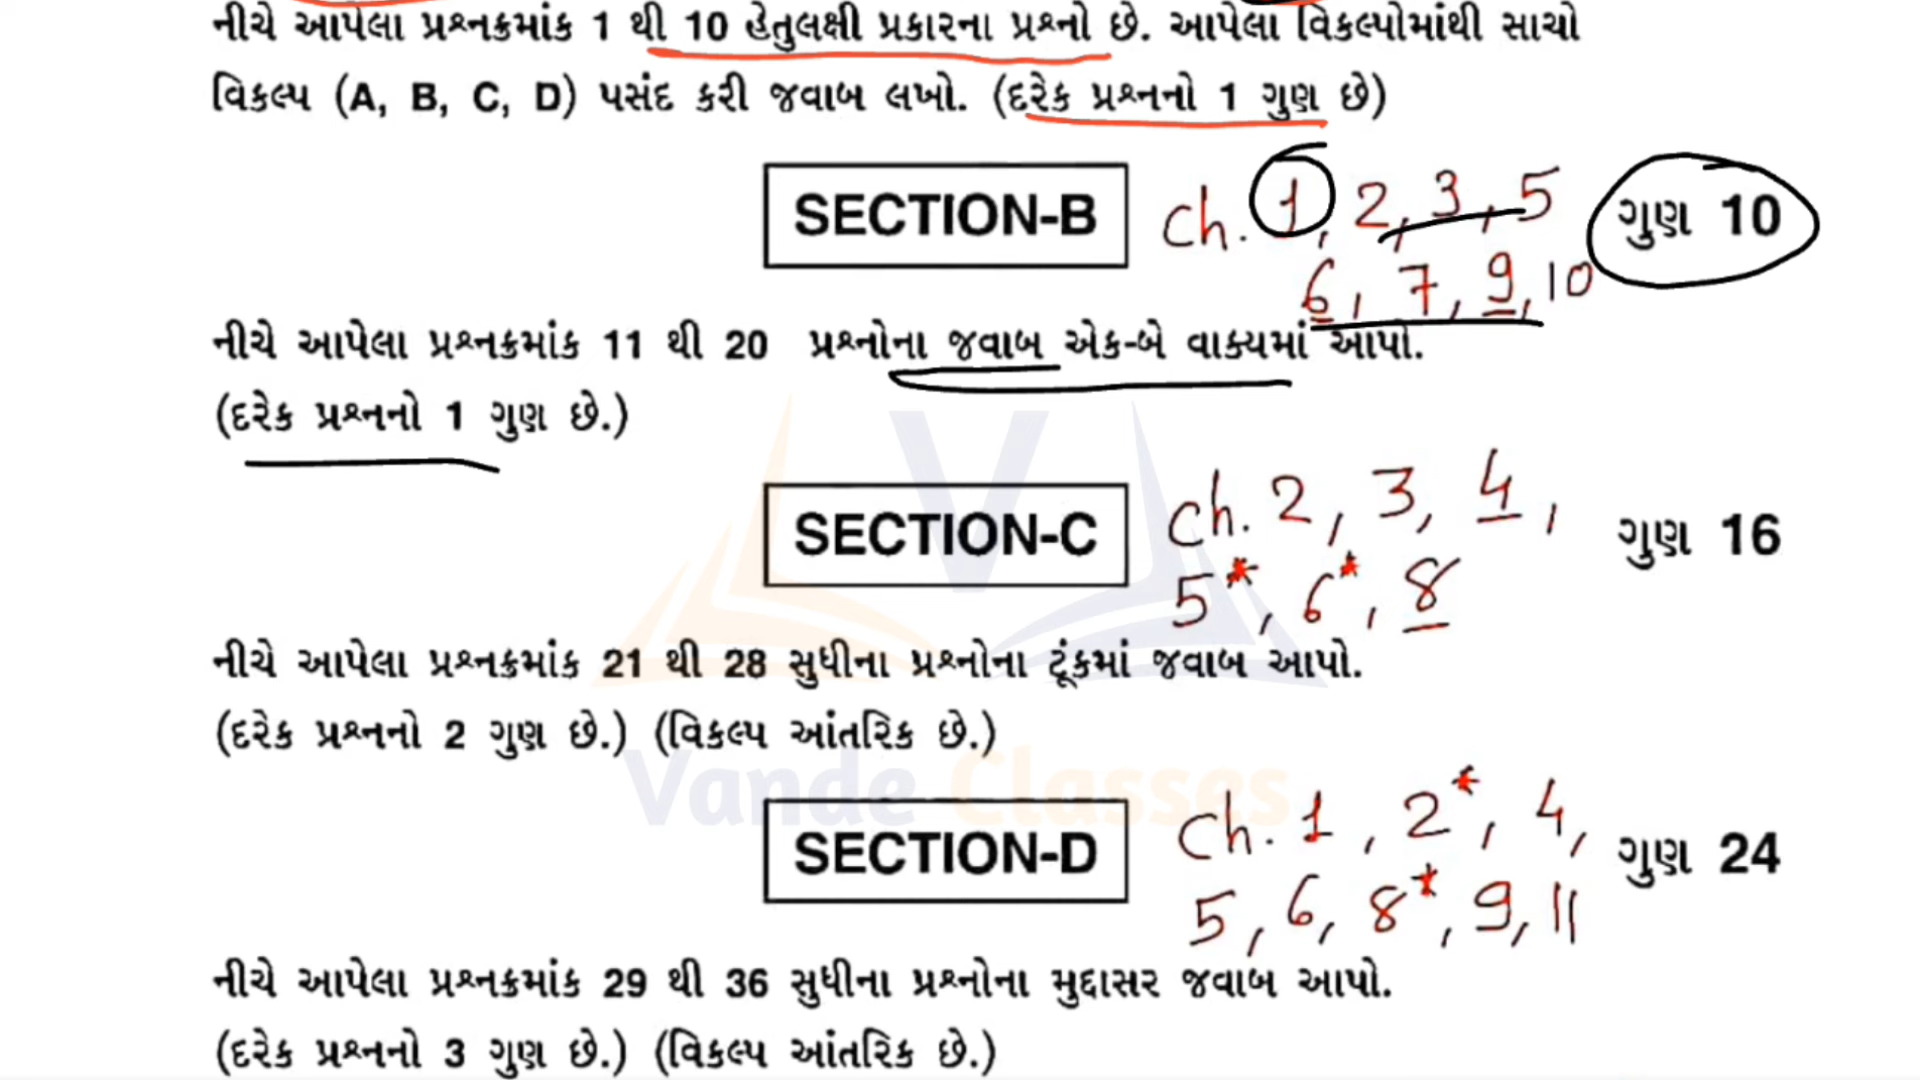 નીચે આપેલા પ્રશ્નક્રમાંક 1 થી 10 હેતુલક્ષી પ્રકારના પ્રશ્નો છે. આપેલા વિકલ્પોમાંથી સાચો
વિકલ્પ (A, B, C, D) પસંદ કરી જવાબ લખો. (દરેક પ્રશ્નનો 1 ગુણ છે)
SECTION-B ch. 1, 2, 3, 5 ગુણ 10
6, 7, 9, 10
નીચે આપેલા પ્રશ્નક્રમાંક 11 થી 20 પ્રશ્નોના જવાબ એક-બે વાક્યમાં આપો.
(દરેક પ્રશ્નનો 1 ગુણ છે.)
SECTION-C ch. 2, 3, 4, ગુણ 16
5*, 6*, 8
નીચે આપેલા પ્રશ્નક્રમાંક 21 થી 28 સુધીના પ્રશ્નોના ટૂંકમાં જવાબ આપો.
(દરેક પ્રશ્નનો 2 ગુણ છે.) (વિકલ્પ આંતરિક છે.)
Vande Classes
SECTION-D ch. 1, 2*, 4, ગુણ 24
5, 6, 8*, 9, 11
નીચે આપેલા પ્રશ્નક્રમાંક 29 થી 36 સુધીના પ્રશ્નોના મુદ્દાસર જવાબ આપો.
(દરેક પ્રશ્નનો 3 ગુણ છે.) (વિકલ્પ આંતરિક છે.)